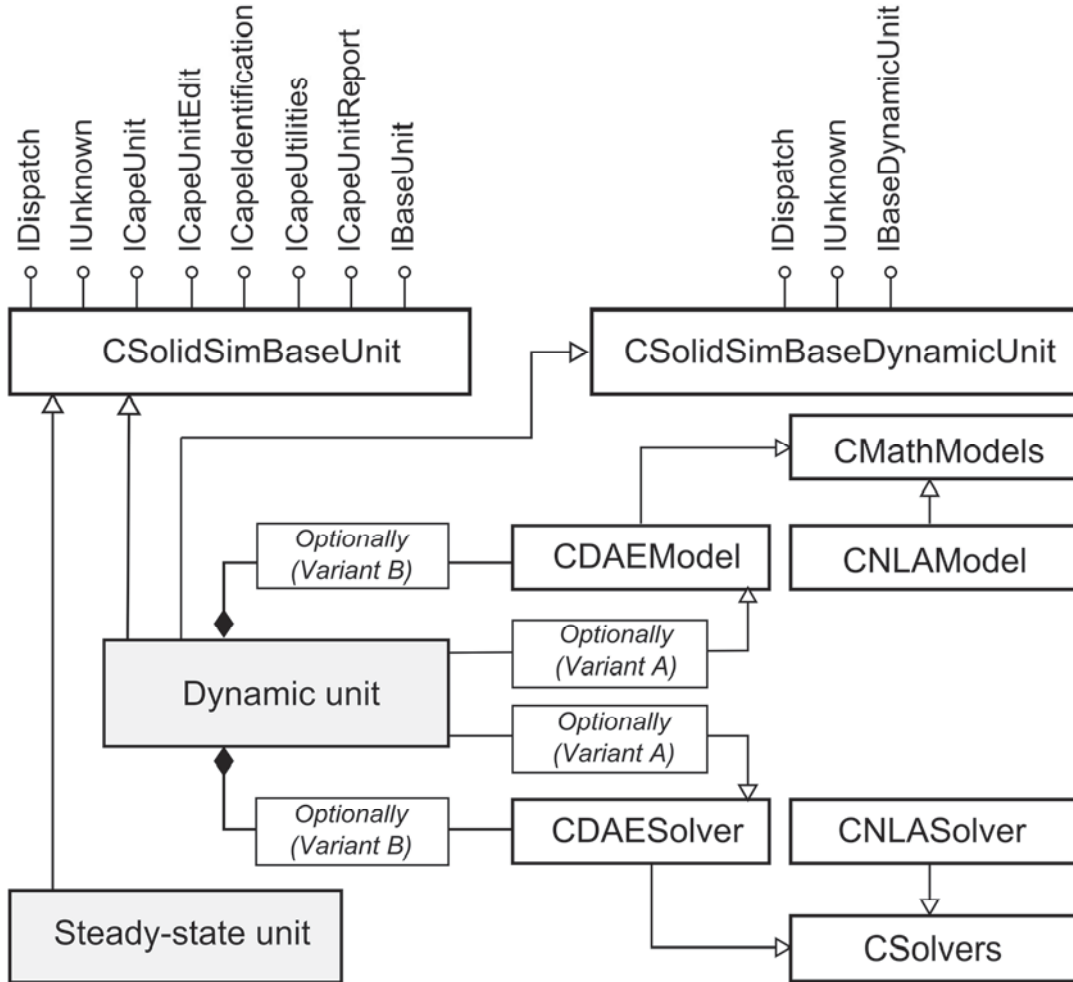 IDispatch
IUnknown
ICapeUnit
ICapeUnitEdit
ICapeIdentification
ICapeUtilities
ICapeUnitReport
IBaseUnit
IDispatch
IUnknown
IBaseDynamicUnit
CSolidSimBaseUnit
CSolidSimBaseDynamicUnit
CMathModels
Optionally
(Variant B)
CDAEModel
CNLAModel
Optionally
(Variant A)
Dynamic unit
Optionally
(Variant A)
Optionally
(Variant B)
CDAESolver
CNLASolver
Steady-state unit
CSolvers